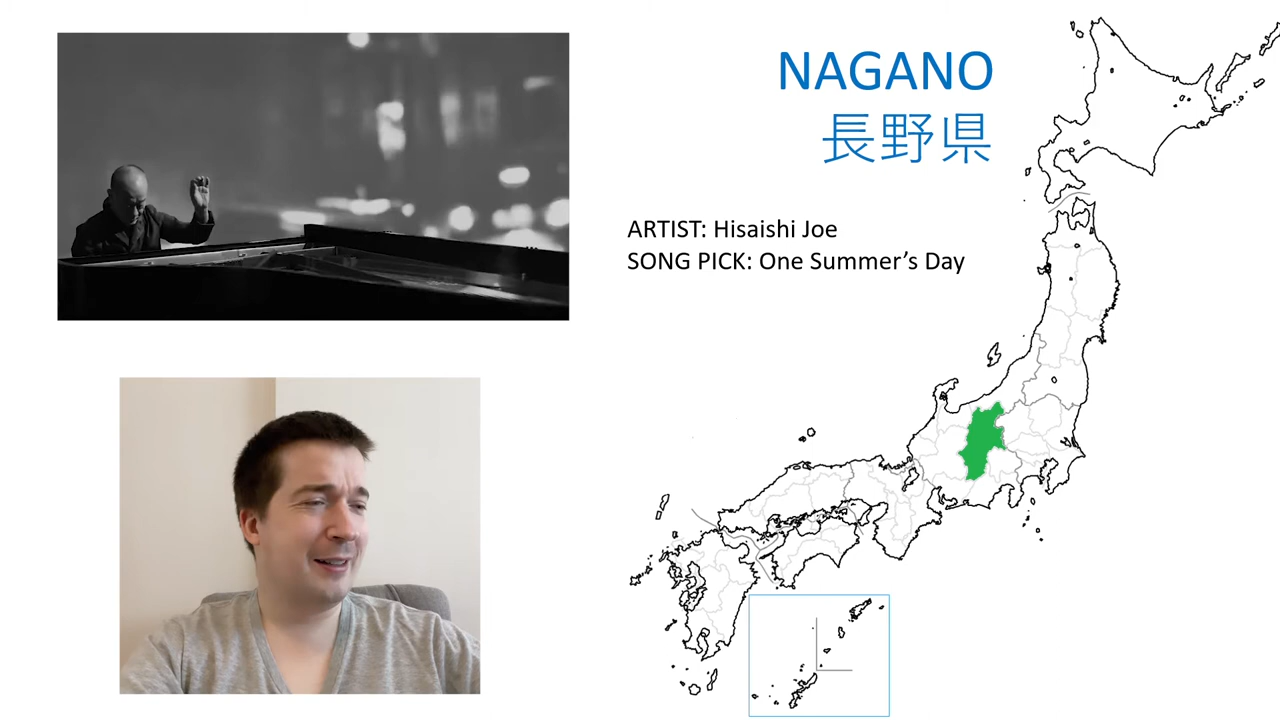 NAGANO
長野県
ARTIST: Hisaishi Joe
SONG PICK: One Summer’s Day